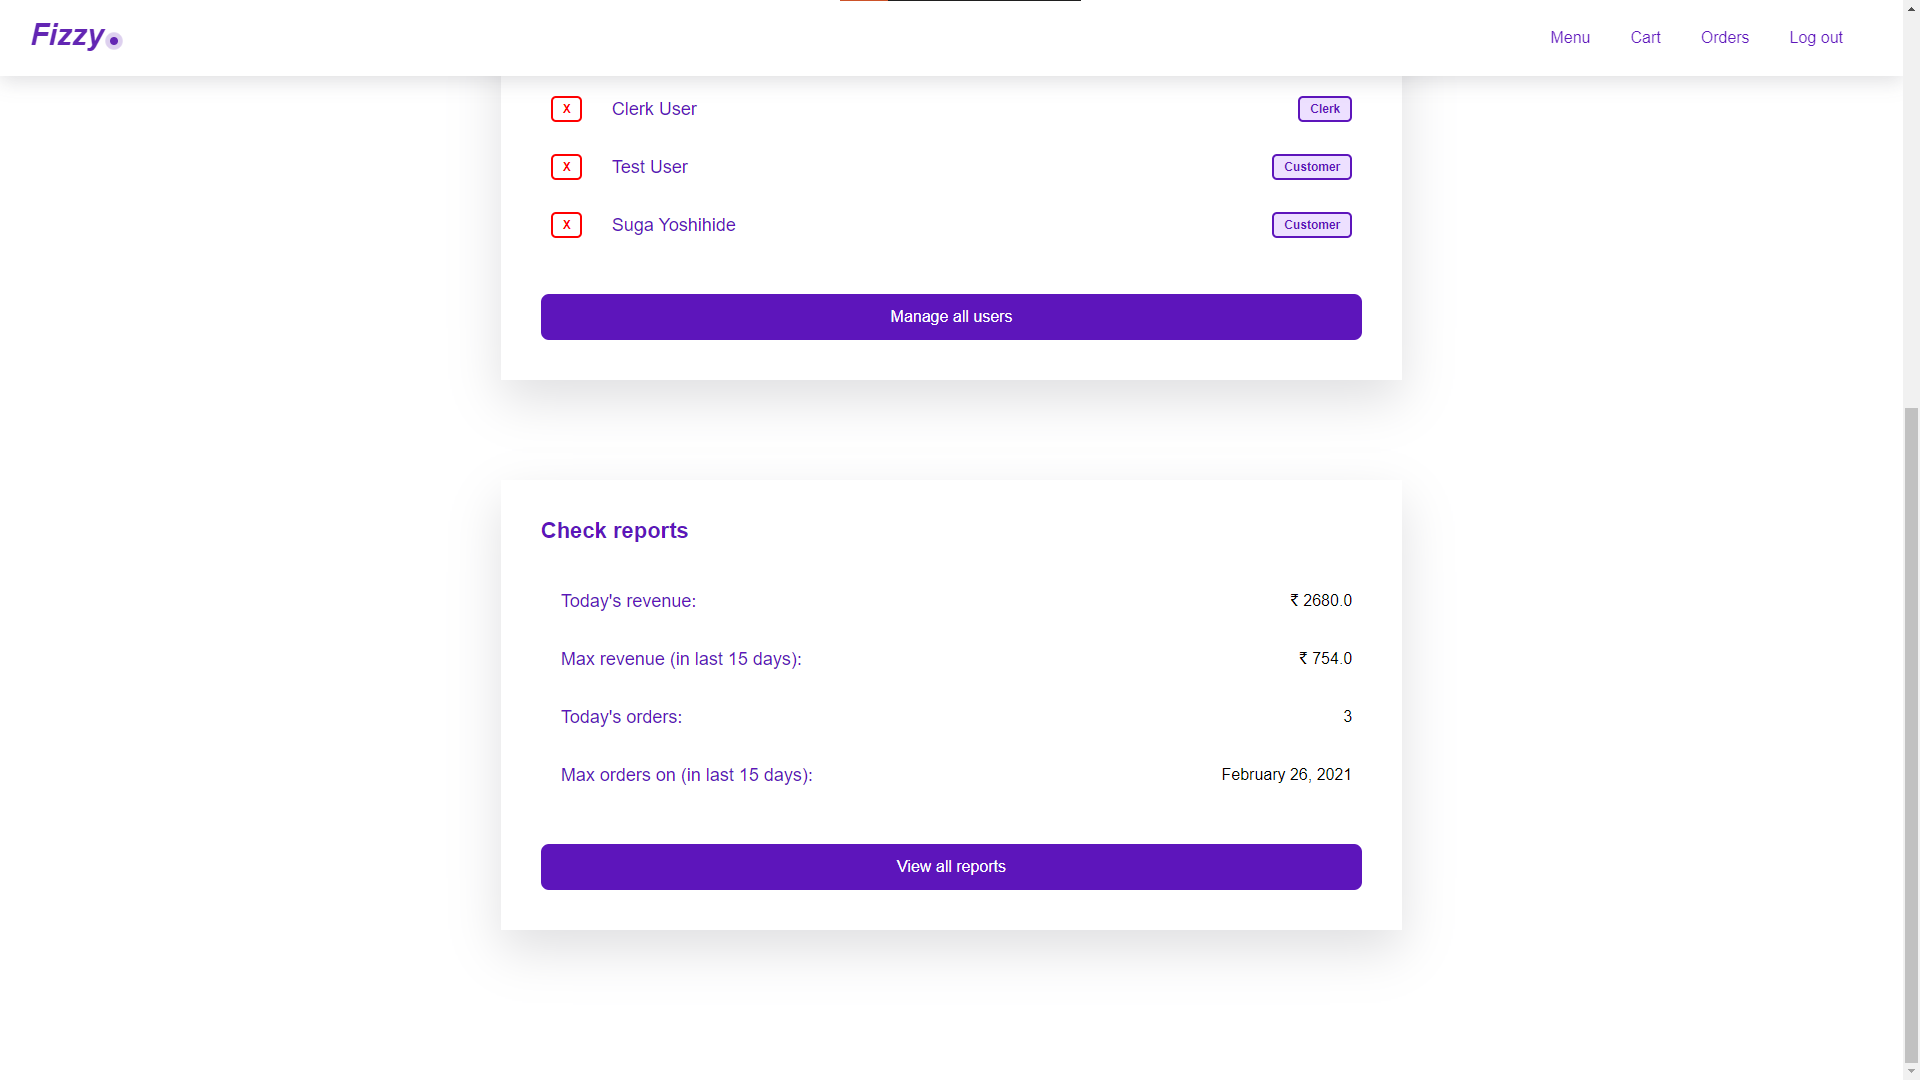 Fizzy
Menu Cart Orders Log out
X Clerk User Clerk
X Test User Customer
X Suga Yoshihide Customer
Manage all users
Check reports
Today's revenue: ₹ 2680.0
Max revenue (in last 15 days): ₹ 754.0
Today's orders: 3
Max orders on (in last 15 days): February 26, 2021
View all reports